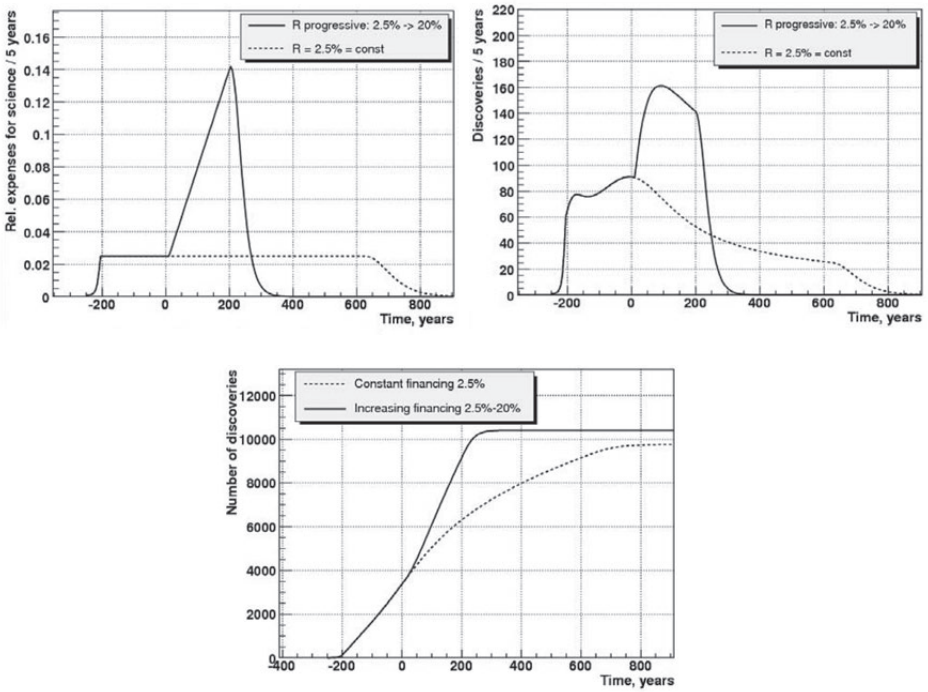 Rel. expenses for science / 5 years
R progressive: 2.5% -> 20%
R = 2.5% = const
0.16
0.14
0.12
0.1
0.08
0.06
0.04
0.02
0
-200 0 200 400 600 800
Time, years
Discoveries / 5 years
R progressive: 2.5% -> 20%
R = 2.5% = const
220
200
180
160
140
120
100
80
60
40
20
0
-200 0 200 400 600 800
Time, years
Number of discoveries
Constant financing 2.5%
Increasing financing 2.5%-20%
12000
10000
8000
6000
4000
2000
0
-400 -200 0 200 400 600 800
Time, years